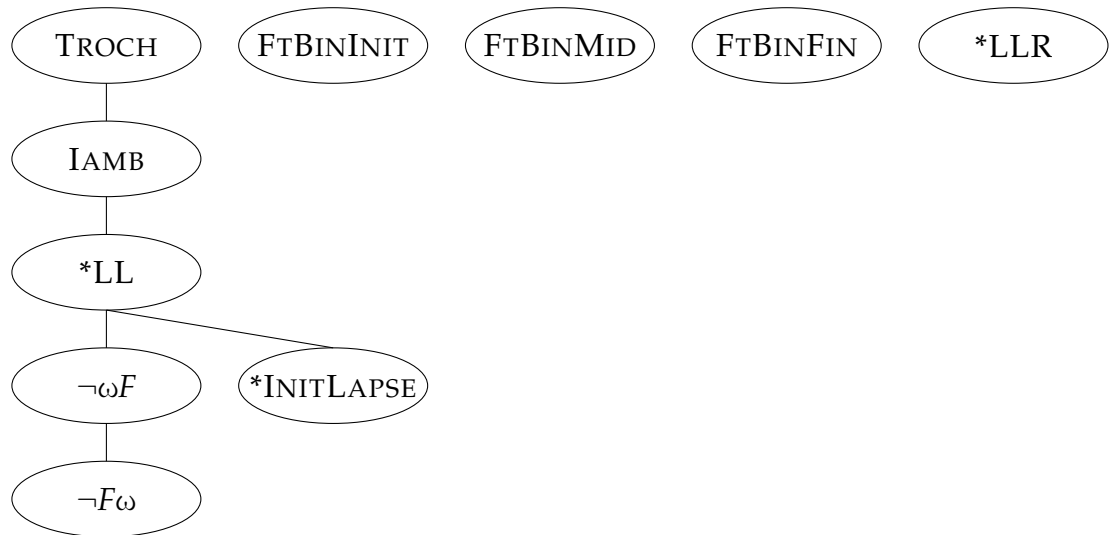 TROCH FTBININIT FTBINMID FTBINFIN *LLR
IAMB
*LL
¬ωF *INITLAPSE
¬Fω